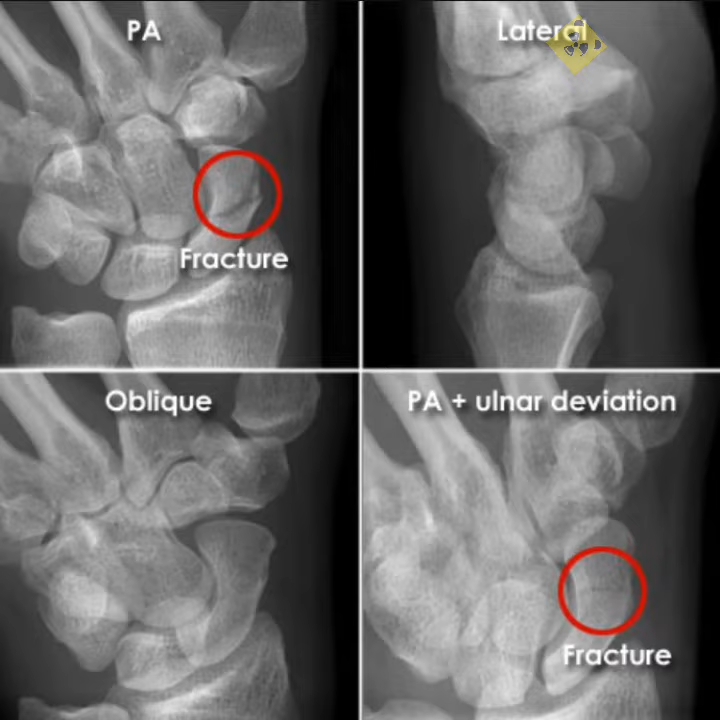 PA
Lateral
Fracture
Oblique
PA + ulnar deviation
Fracture